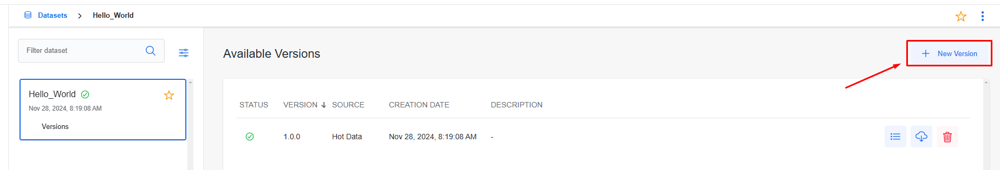 Datasets > Hello_World
Filter dataset
Hello_World
Nov 28, 2024, 8:19:08 AM
Versions
Available Versions
New Version
STATUS VERSION SOURCE CREATION DATE DESCRIPTION
1.0.0 Hot Data Nov 28, 2024, 8:19:08 AM -